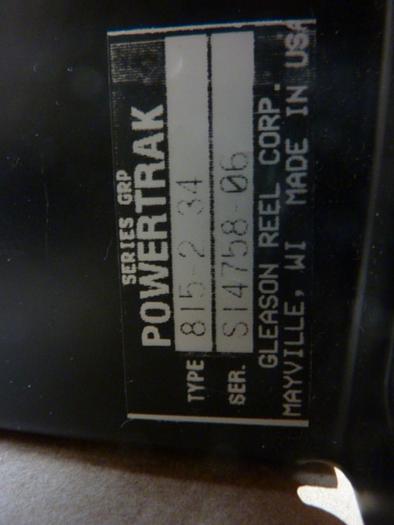 SERIES GRP
POWERTRAK
TYPE 815-2 34
SER. S14758-06
GLEASON REEL CORP.
MAYVILLE, WI MADE IN USA